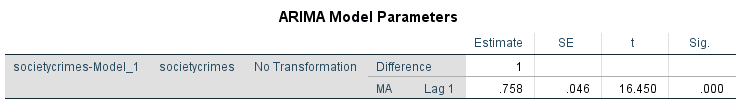 ARIMA Model Parameters
Estimate SE t Sig.
societycrimes-Model_1 societycrimes No Transformation Difference 1
MA Lag 1 .758 .046 16.450 .000